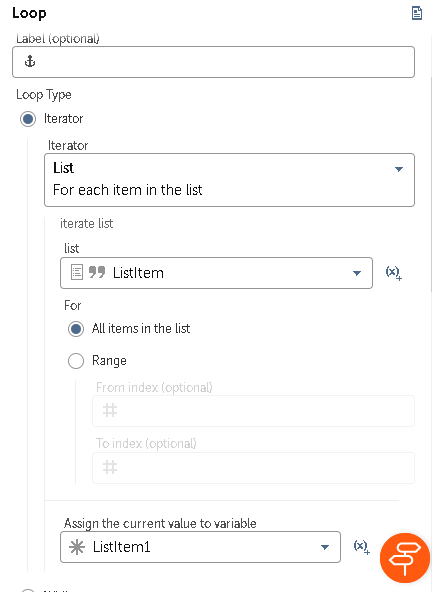 Loop
Label (optional)
Loop Type
Iterator
Iterator
List
For each item in the list
iterate list
list
ListItem
(x)+
For
All items in the list
Range
From index (optional)
#
To index (optional)
#
Assign the current value to variable
ListItem1
(x)+